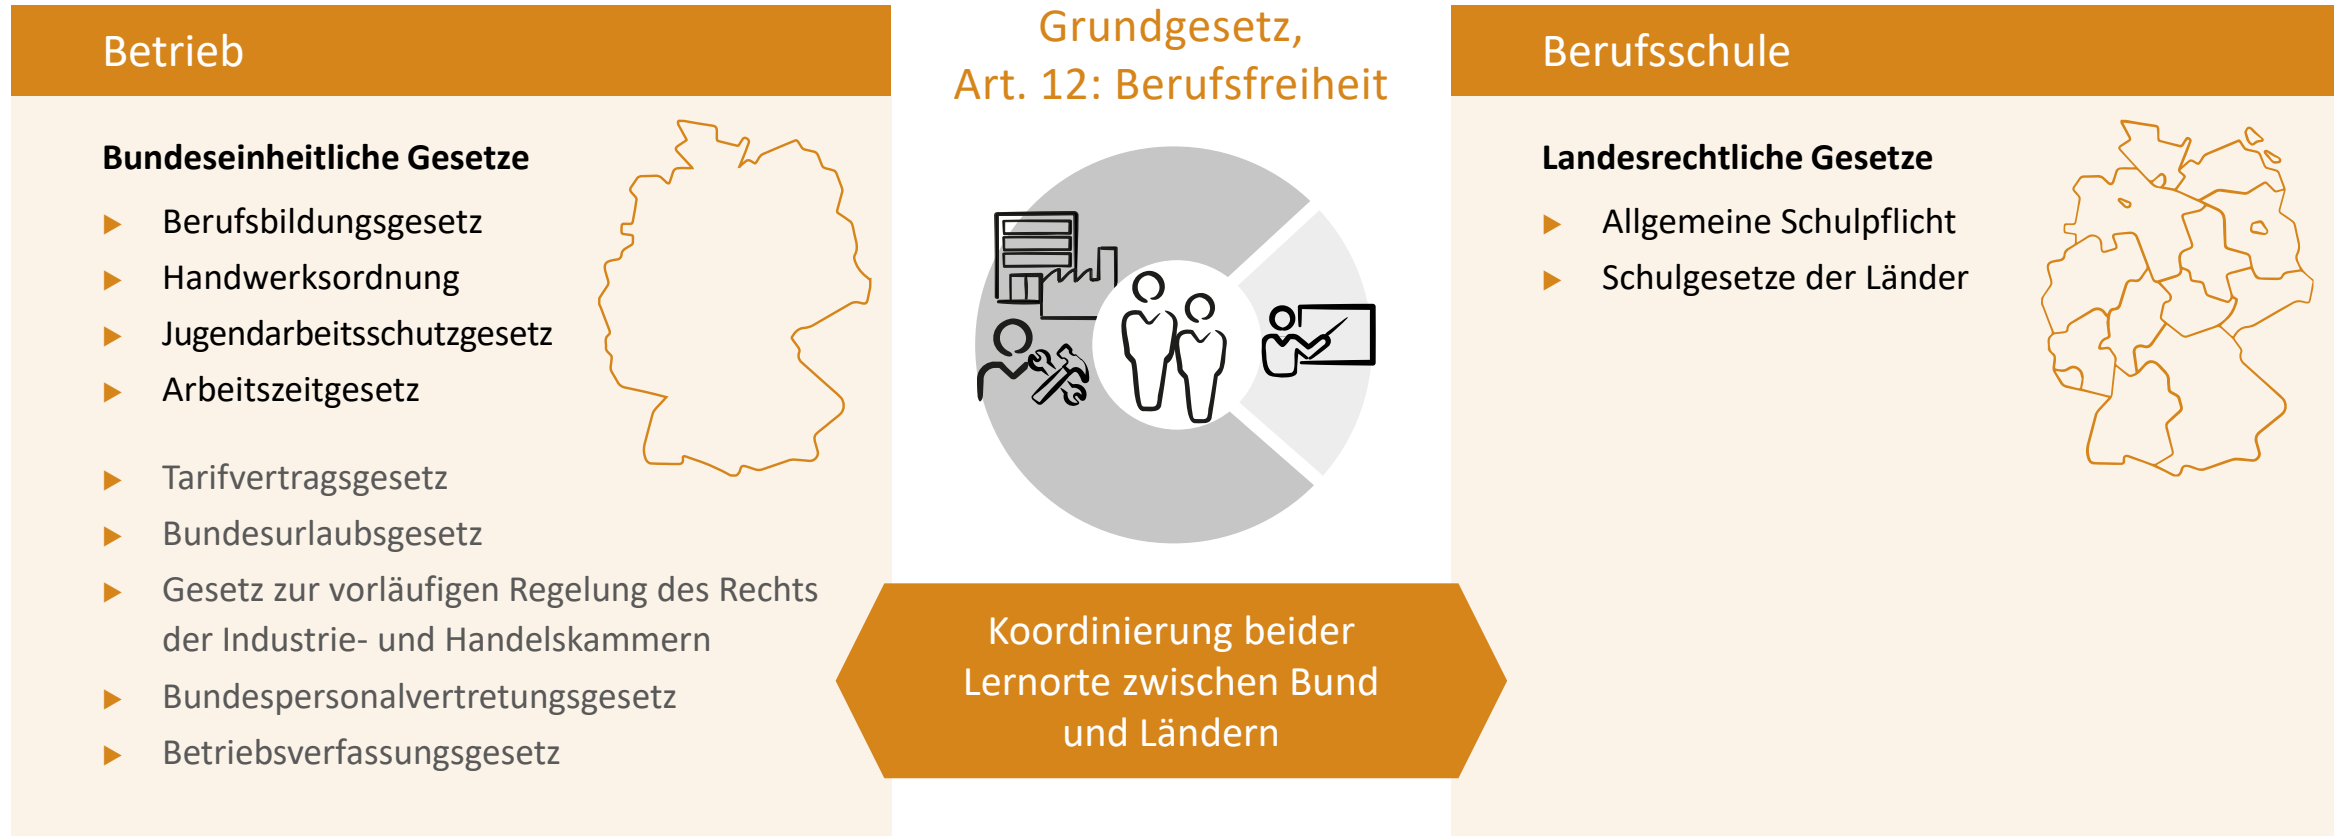 Betrieb
Bundeseinheitliche Gesetze
Berufsbildungsgesetz
Handwerksordnung
Jugendarbeitsschutzgesetz
Arbeitszeitgesetz
Tarifvertragsgesetz
Bundesurlaubsgesetz
Gesetz zur vorläufigen Regelung des Rechts
der Industrie- und Handelskammern
Bundespersonalvertretungsgesetz
Betriebsverfassungsgesetz
Grundgesetz,
Art. 12: Berufsfreiheit
Koordinierung beider
Lernorte zwischen Bund
und Ländern
Berufsschule
Landesrechtliche Gesetze
Allgemeine Schulpflicht
Schulgesetze der Länder